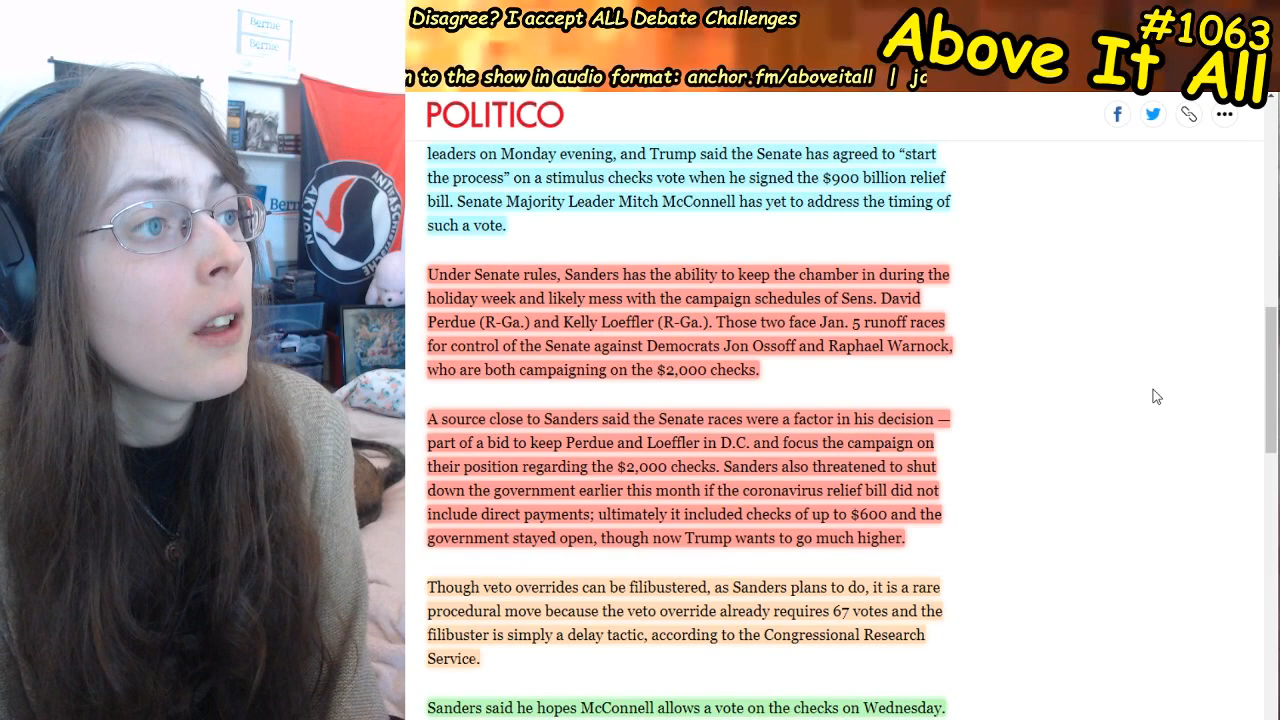 Disagree? I accept ALL Debate Challenges
#1063
Above It All
to the show in audio format: anchor.fm/aboveitall |
POLITICO
Bernie
Bernie
Bern
ANTIFASCHISTISCHE
AKTION
leaders on Monday evening, and Trump said the Senate has agreed to “start
the process” on a stimulus checks vote when he signed the $900 billion relief
bill. Senate Majority Leader Mitch McConnell has yet to address the timing of
such a vote.
Under Senate rules, Sanders has the ability to keep the chamber in during the
holiday week and likely mess with the campaign schedules of Sens. David
Perdue (R-Ga.) and Kelly Loeffler (R-Ga.). Those two face Jan. 5 runoff races
for control of the Senate against Democrats Jon Ossoff and Raphael Warnock,
who are both campaigning on the $2,000 checks.
A source close to Sanders said the Senate races were a factor in his decision —
part of a bid to keep Perdue and Loeffler in D.C. and focus the campaign on
their position regarding the $2,000 checks. Sanders also threatened to shut
down the government earlier this month if the coronavirus relief bill did not
include direct payments; ultimately it included checks of up to $600 and the
government stayed open, though now Trump wants to go much higher.
Though veto overrides can be filibustered, as Sanders plans to do, it is a rare
procedural move because the veto override already requires 67 votes and the
filibuster is simply a delay tactic, according to the Congressional Research
Service.
Sanders said he hopes McConnell allows a vote on the checks on Wednesday.